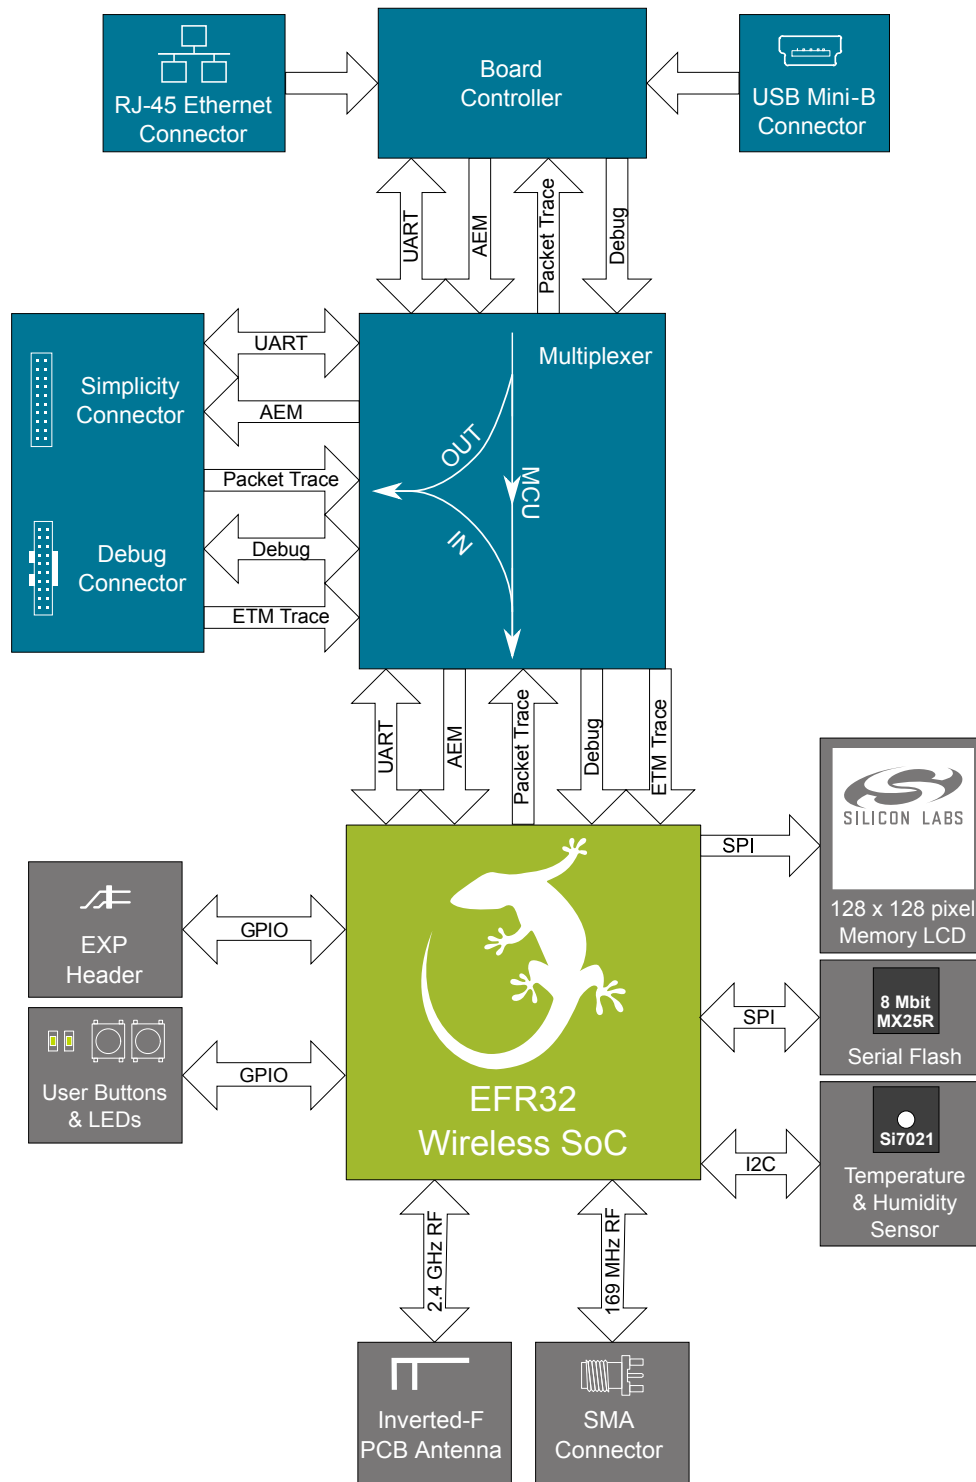 RJ-45 Ethernet
Connector
Board
Controller
USB Mini-B
Connector
UART
AEM
Packet Trace
Debug
Simplicity
Connector
Debug
Connector
UART
AEM
Packet Trace
Debug
ETM Trace
Multiplexer
OUT
MCU
IN
UART
AEM
Packet Trace
Debug
ETM Trace
EXP
Header
GPIO
User Buttons
& LEDs
GPIO
EFR32
Wireless SoC
SPI
SILICON LABS
128 x 128 pixel
Memory LCD
SPI
8 Mbit
MX25R
Serial Flash
I2C
Si7021
Temperature
& Humidity
Sensor
2.4 GHz RF
169 MHz RF
Inverted-F
PCB Antenna
SMA
Connector